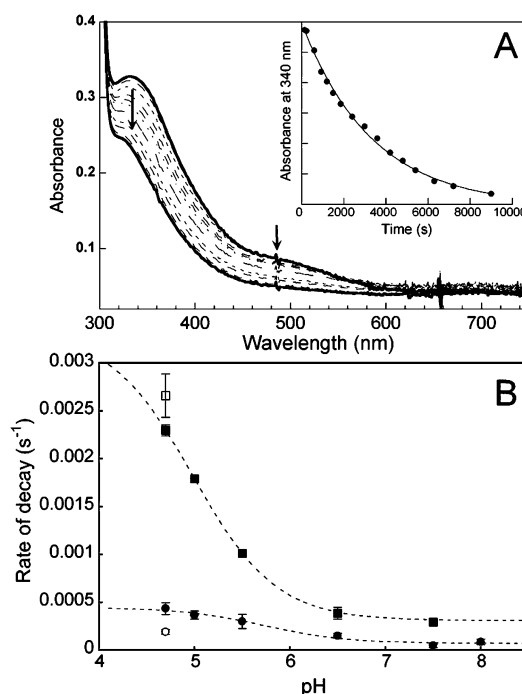 A
0.4
0.3
0.2
0.1
Absorbance
300 400 500 600 700
Wavelength (nm)
Absorbance at 340 nm
0 2000 4000 6000 8000 10000
Time (s)
B
0.003
0.0025
0.002
0.0015
0.001
0.0005
0
Rate of decay (s⁻¹)
4 5 6 7 8
pH